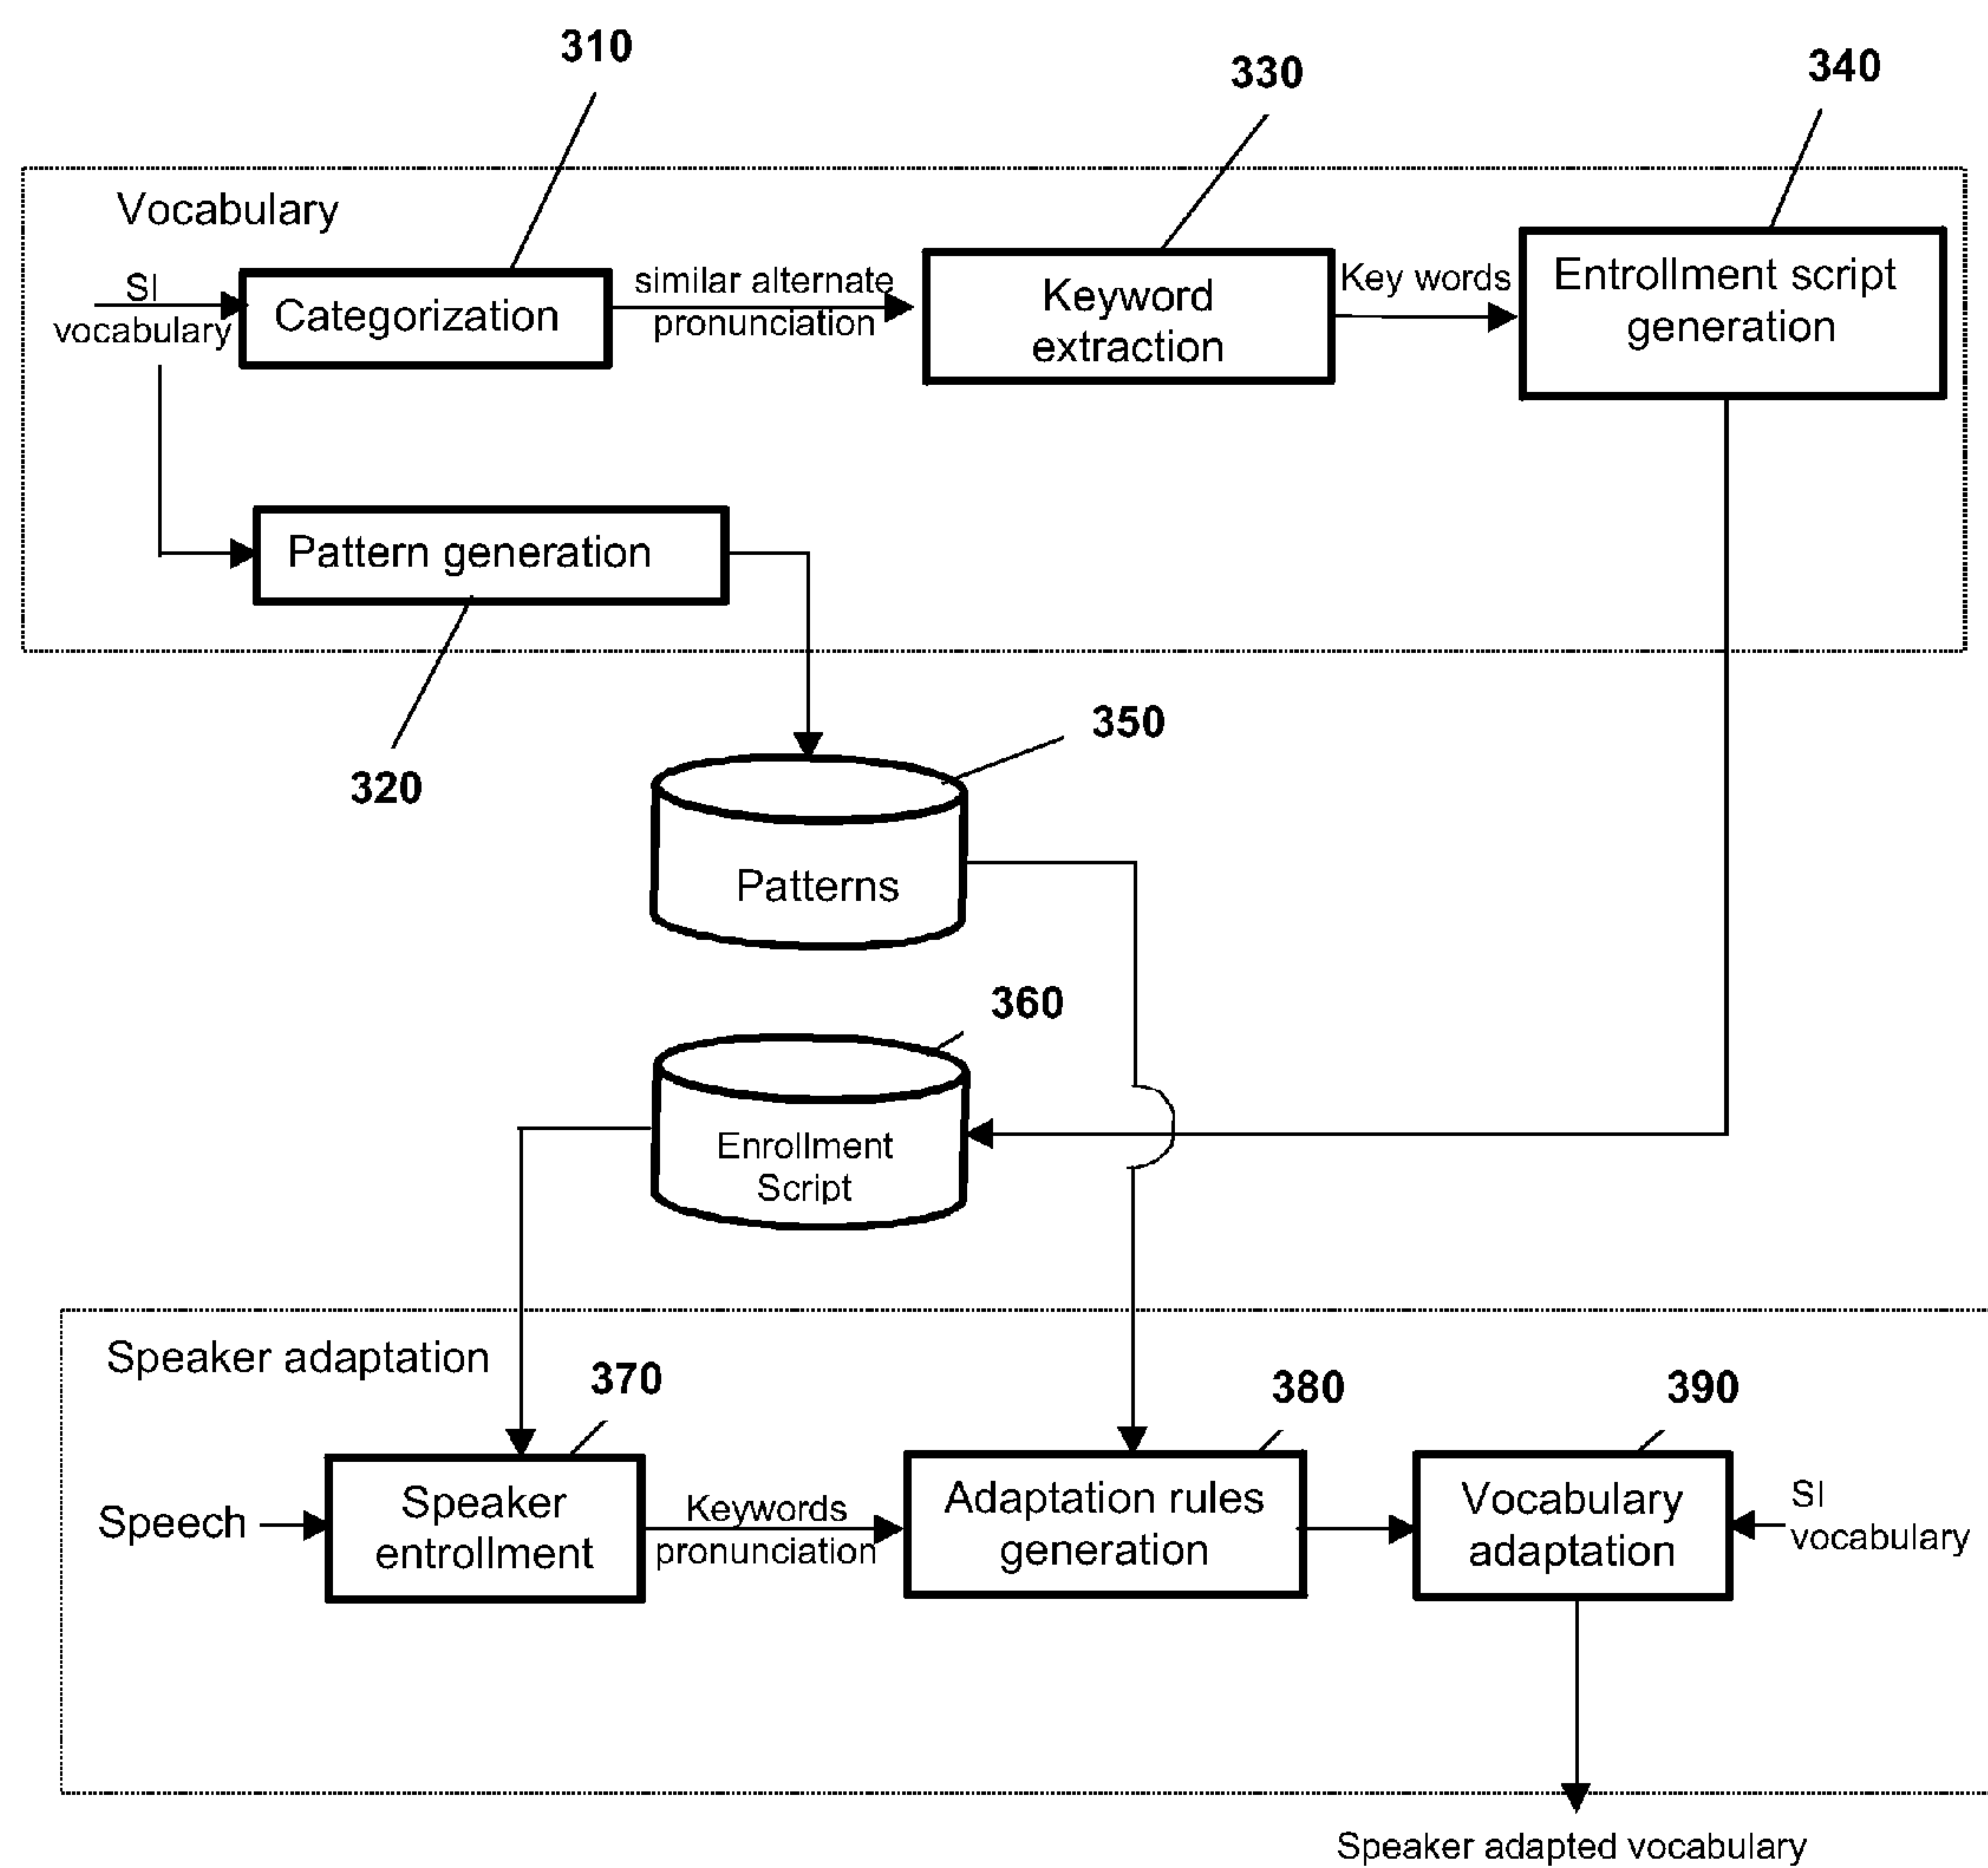 310
330
340
Vocabulary
SI
vocabulary
Categorization
similar alternate
pronunciation
Keyword
extraction
Key words
Entrollment script
generation
Pattern generation
320
350
Patterns
360
Enrollment
Script
Speaker adaptation
370
380
390
Speech
Speaker
entrollment
Keywords
pronunciation
Adaptation rules
generation
Vocabulary
adaptation
SI
vocabulary
Speaker adapted vocabulary